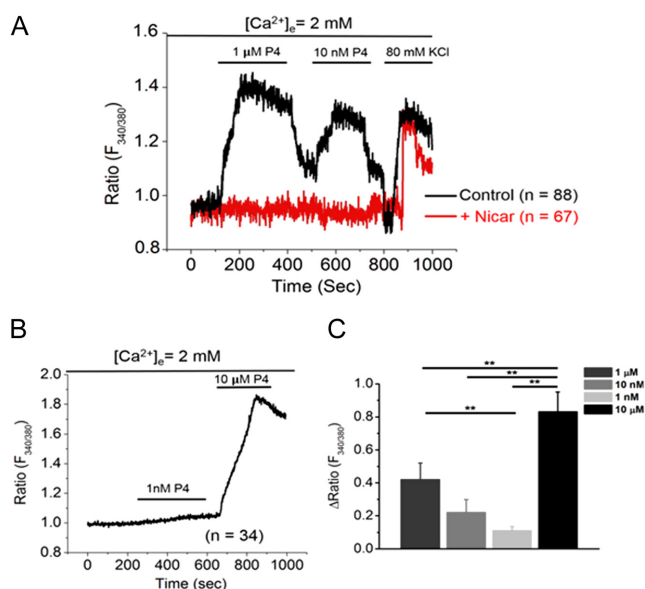 A
[Ca2+]e = 2 mM
1 µM P4 10 nM P4 80 mM KCl
Ratio (F340/380)
1.6
1.4
1.2
1.0
0.8
Control (n = 88)
+ Nicar (n = 67)
0 200 400 600 800 1000
Time (Sec)
B
[Ca2+]e= 2 mM
10 µM P4
1nM P4
Ratio (F340/380)
2.0
1.8
1.6
1.4
1.2
1.0
0.8
(n = 34)
0 200 400 600 800 1000
Time (sec)
C
**
**
**
**
1 µM
10 nM
1 nM
10 µM
ΔRatio (F340/380)
1.0
0.8
0.6
0.4
0.2
0.0